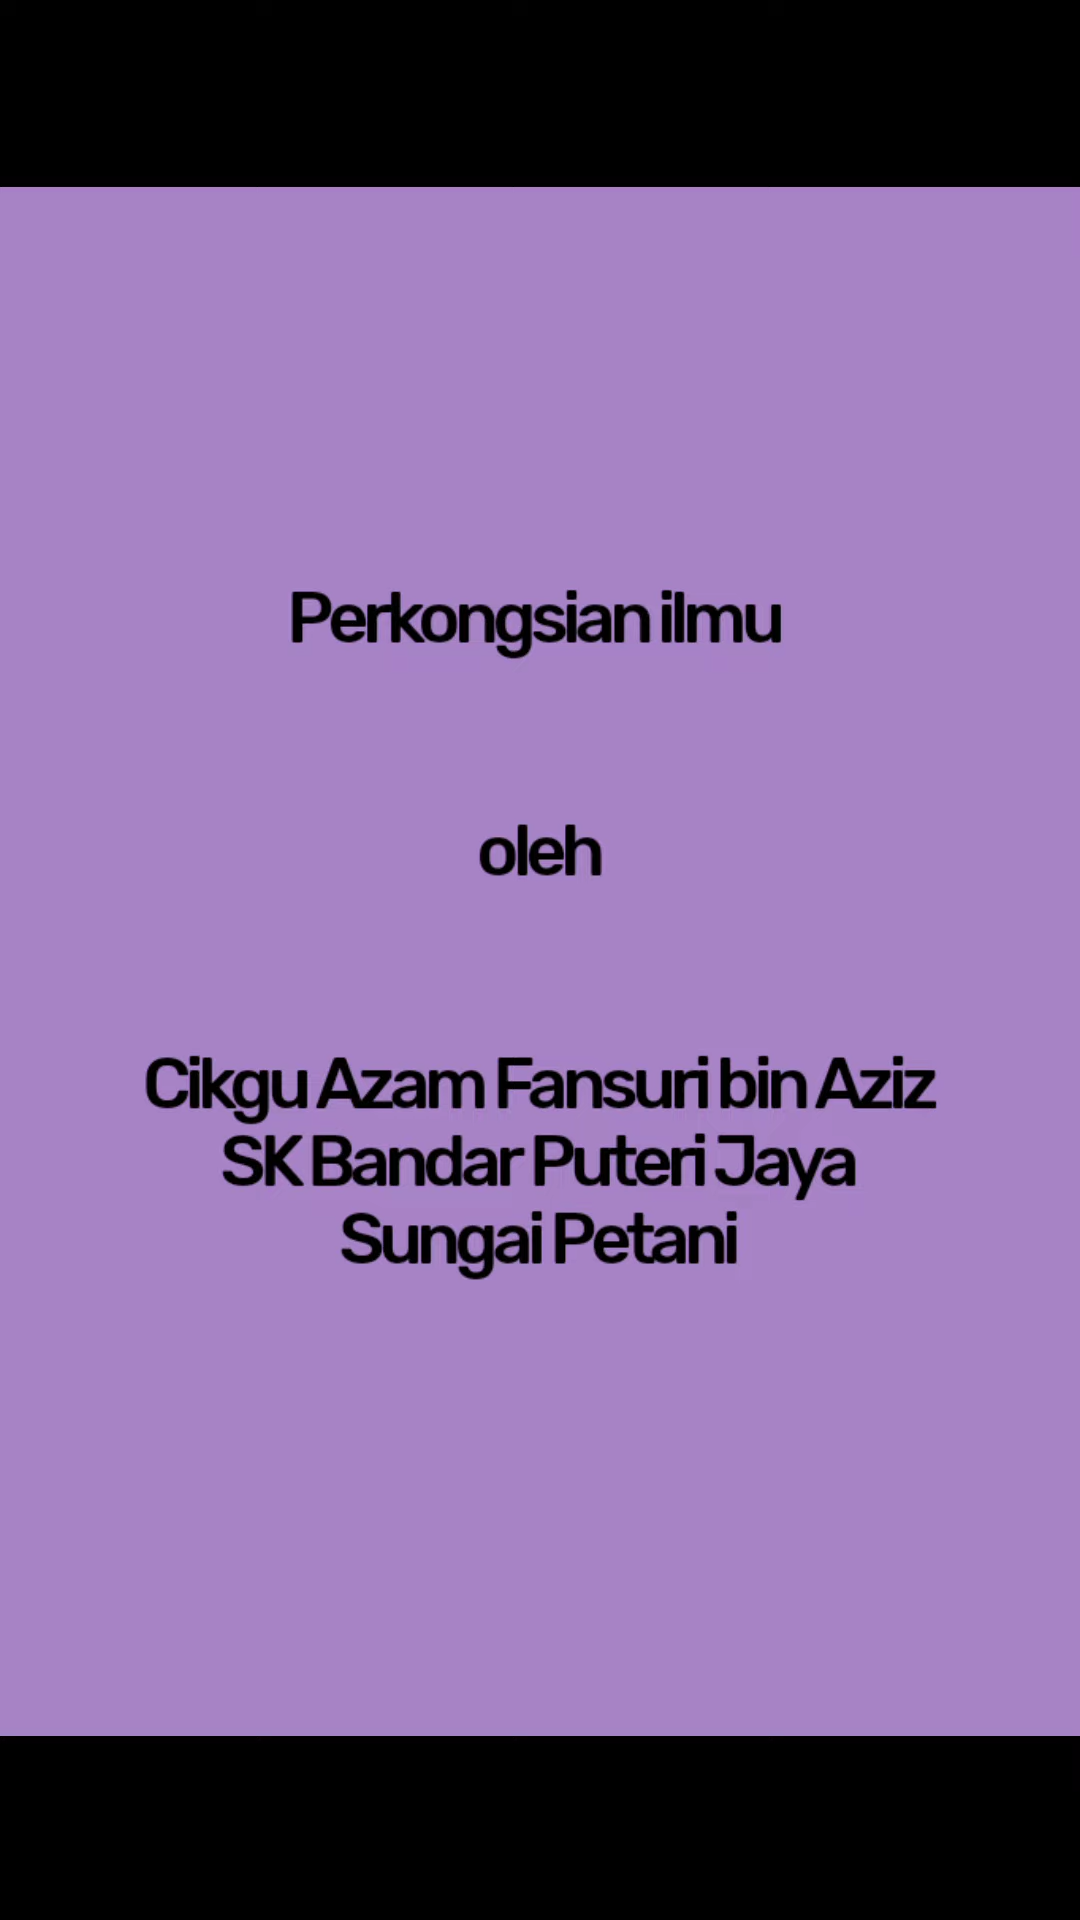 Perkongsian ilmu
oleh
Cikgu Azam Fansuri bin Aziz
SK Bandar Puteri Jaya
Sungai Petani